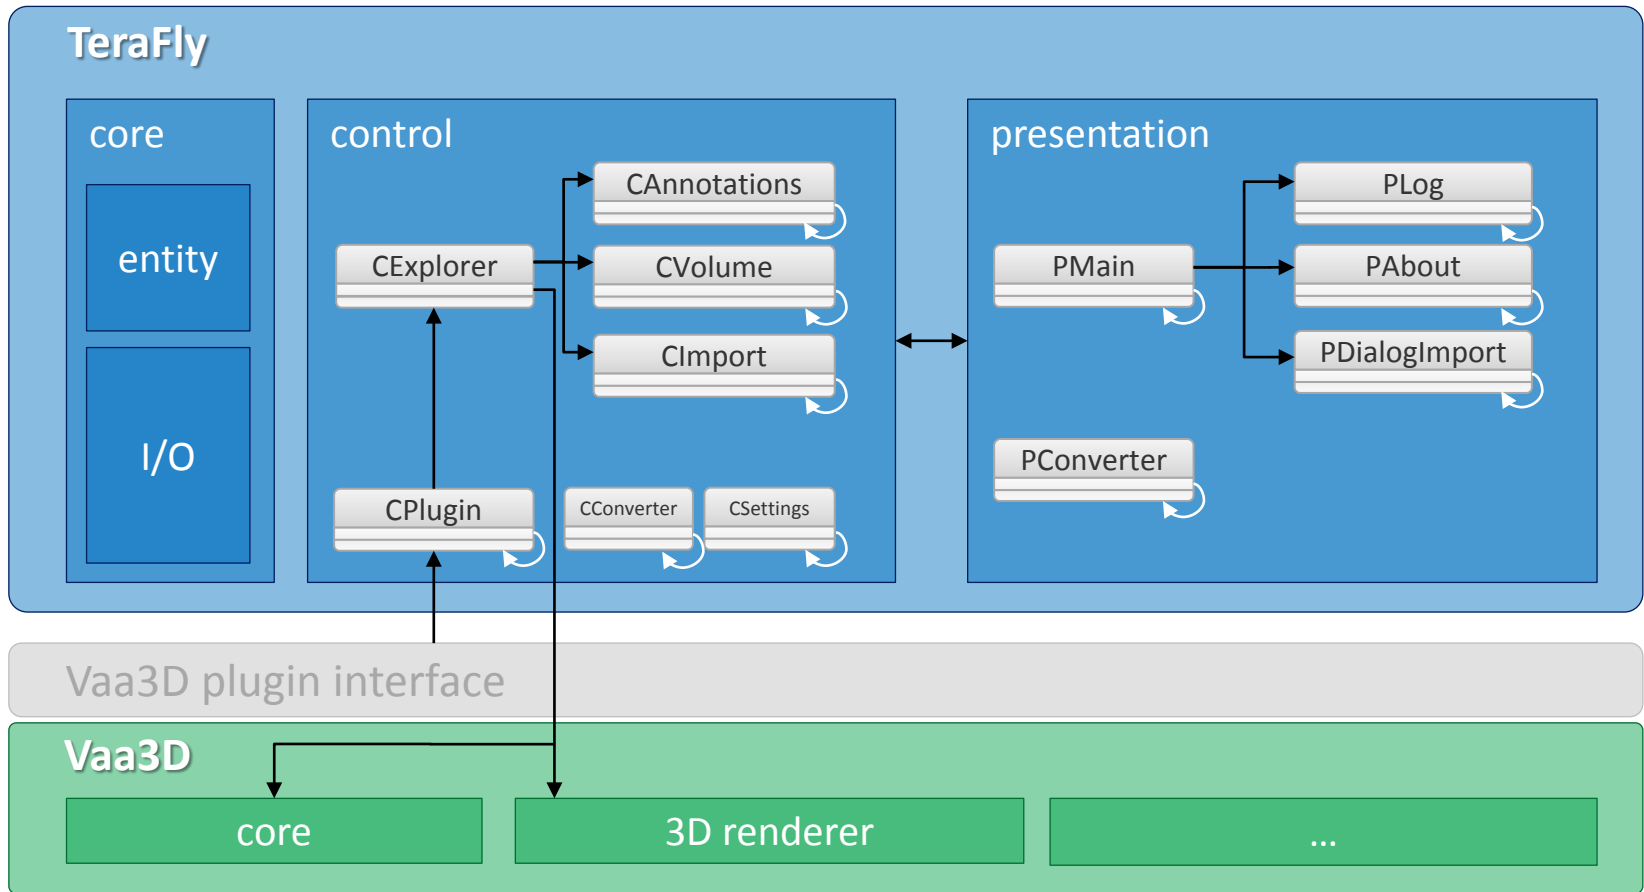 TeraFly
core
entity
I/O
control
CAnnotations
CExplorer
CVolume
CImport
CPlugin
CConverter
CSettings
presentation
PLog
PMain
PAbout
PDialogImport
PConverter
Vaa3D plugin interface
Vaa3D
core
3D renderer
...